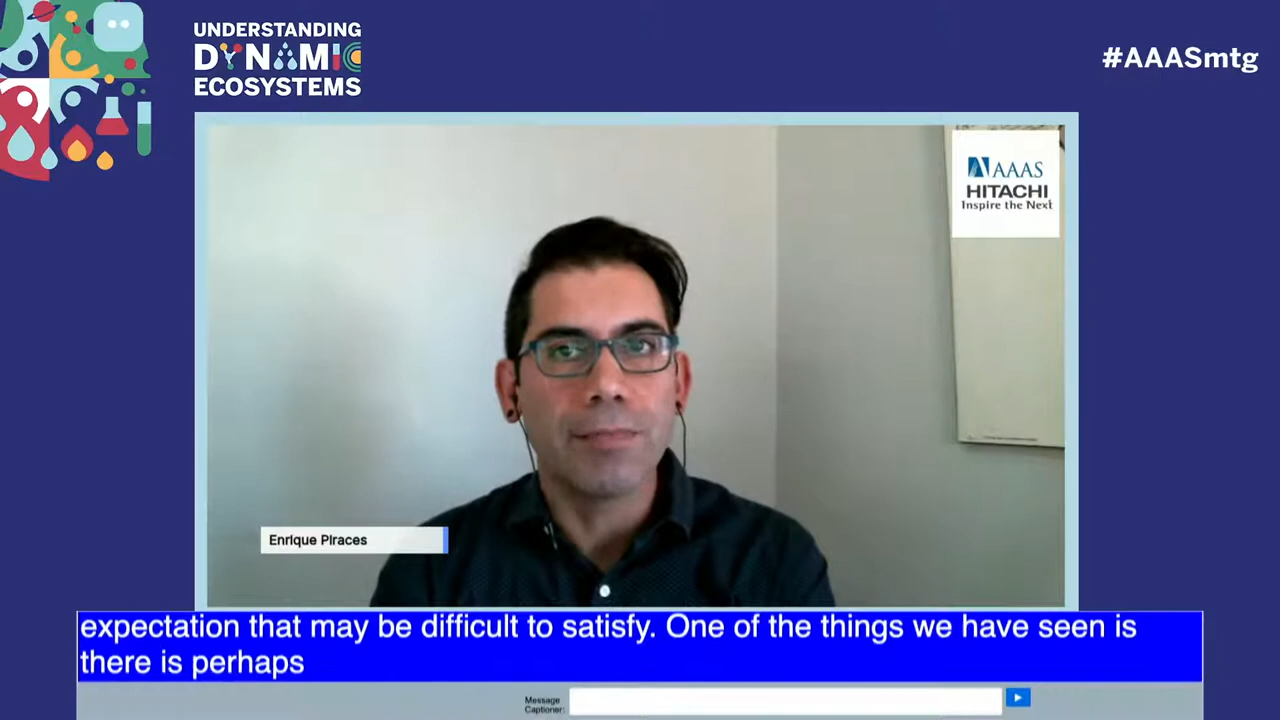 UNDERSTANDING
DYNAMIC
ECOSYSTEMS
#AAASmtg
AAAS
HITACHI
Inspire the Next
Enrique Piraces
expectation that may be difficult to satisfy. One of the things we have seen is
there is perhaps
Message
Captioner: